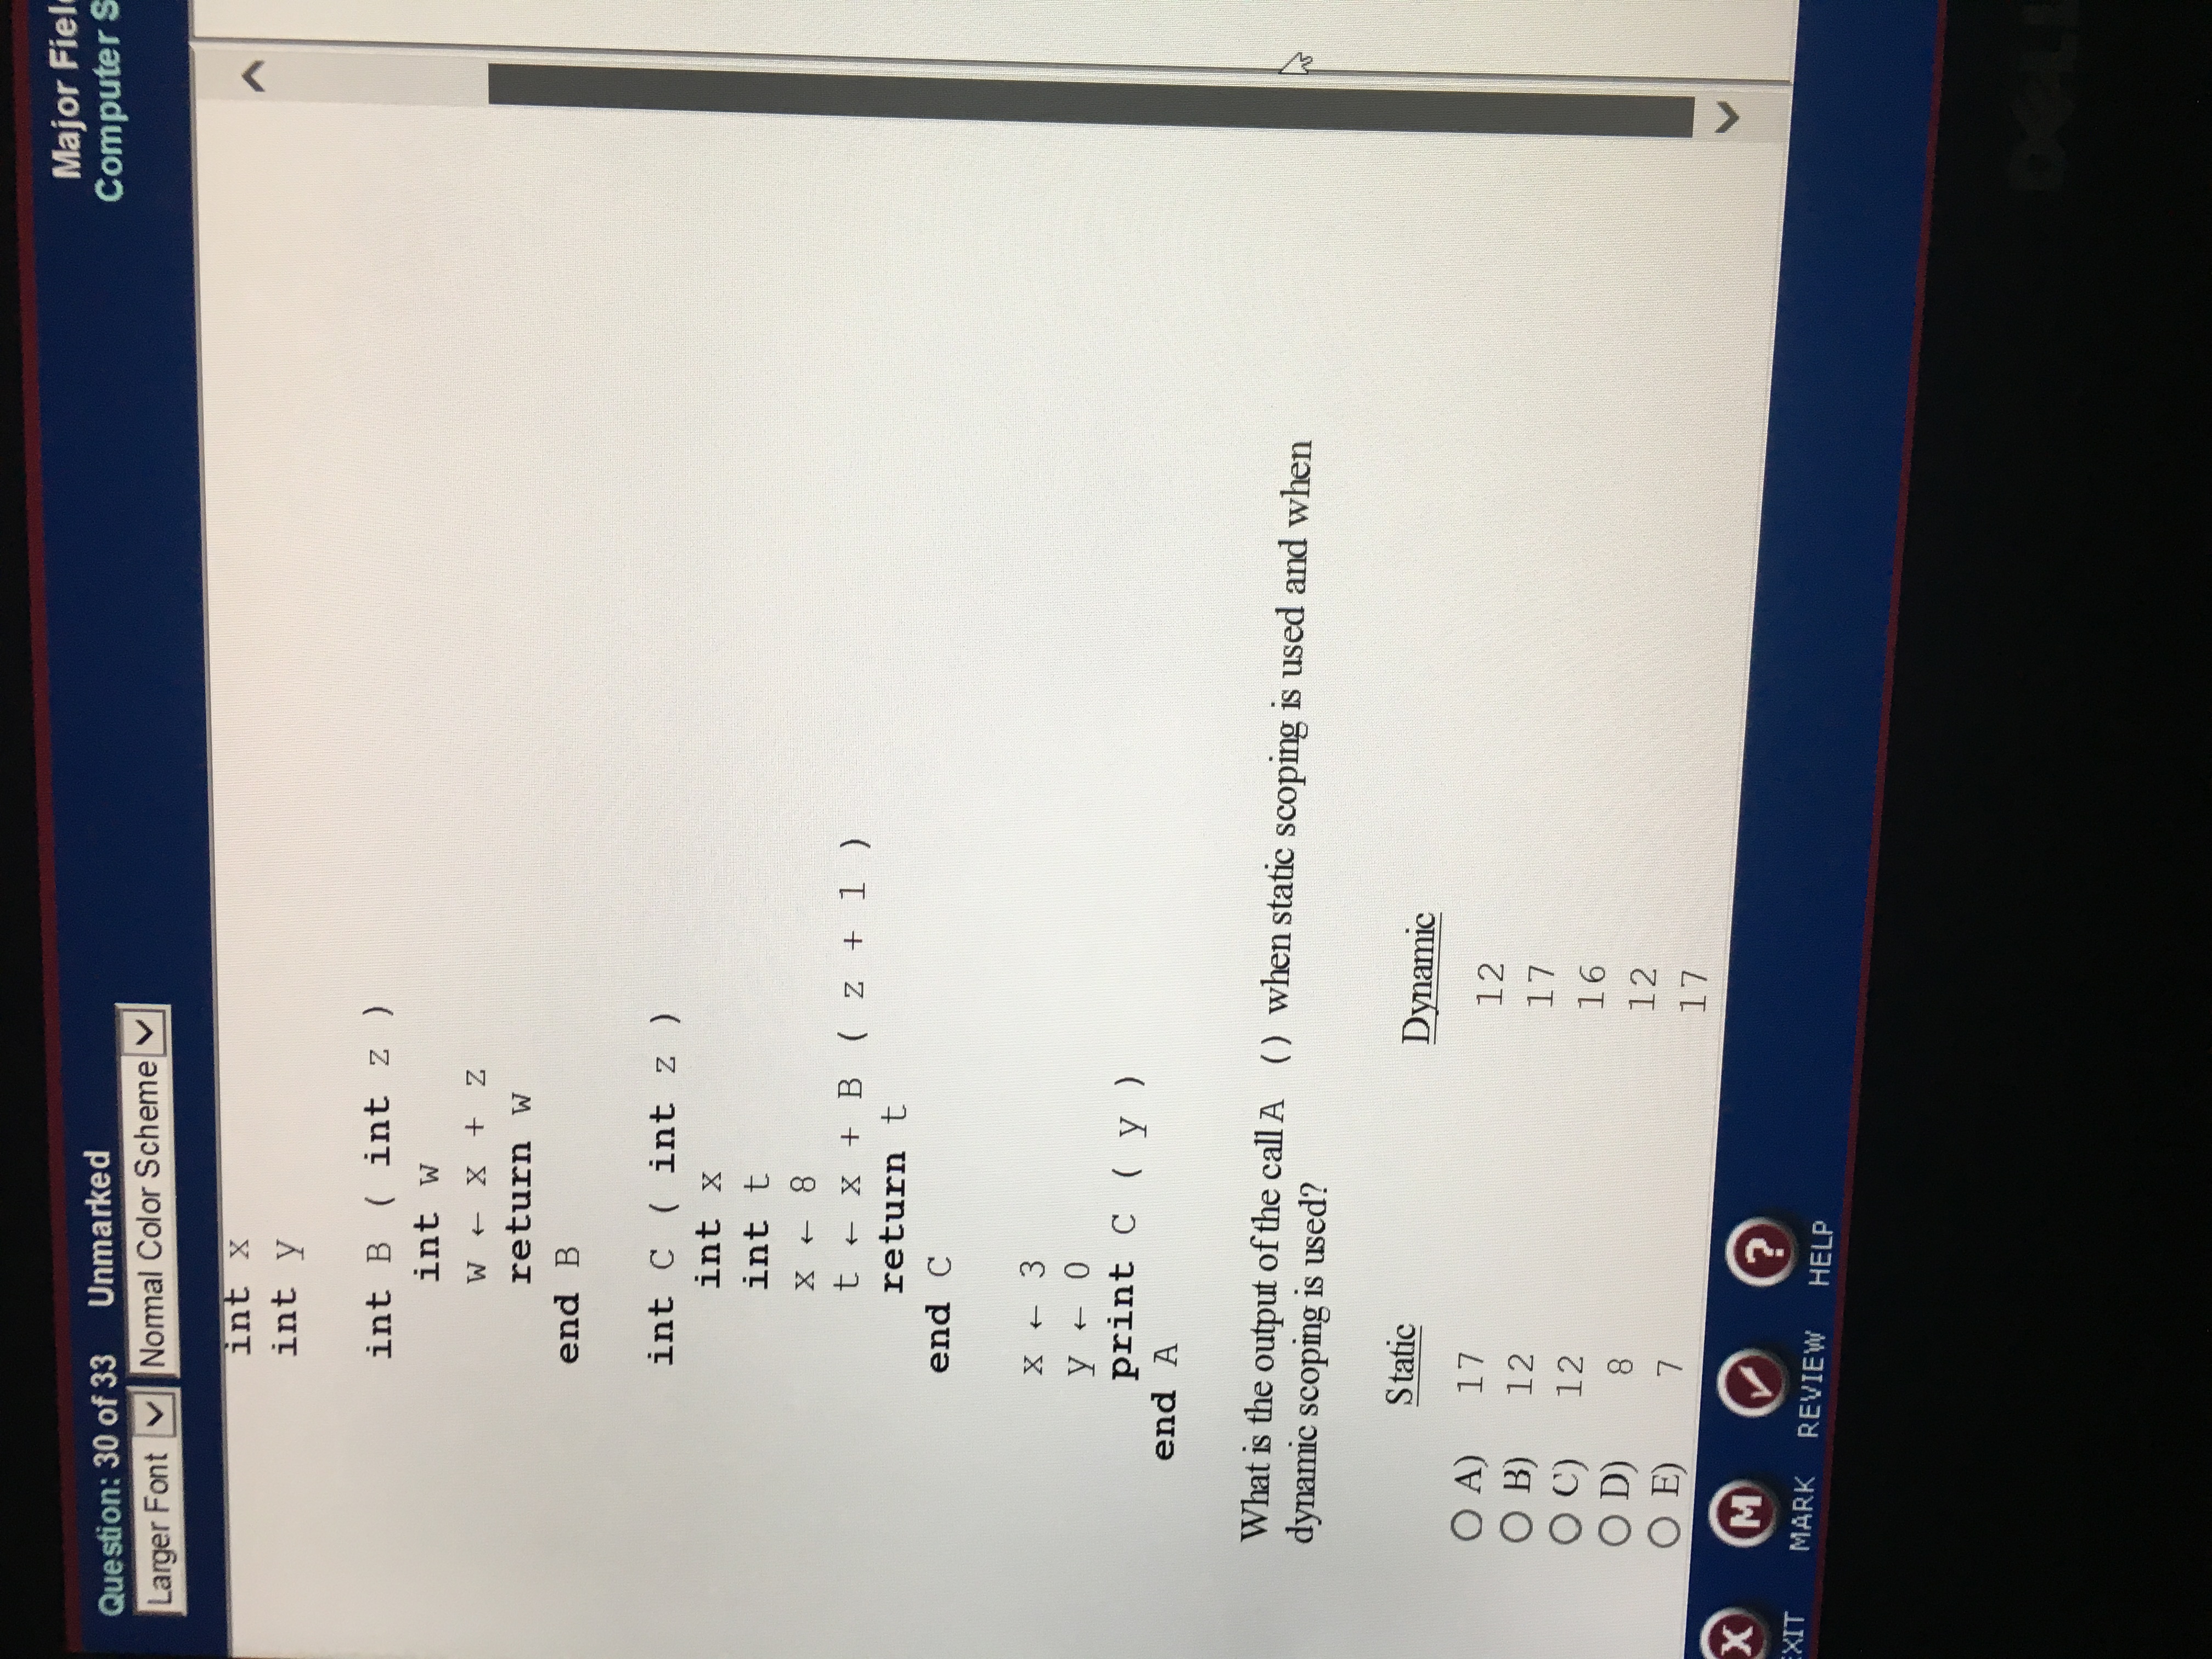 Question: 30 of 33 Unmarked
Larger Font Normal Color Scheme
Major
Computer
int x
int y
int B ( int z )
int w
w ← x + z
return w
end B
int C ( int z )
int x
int t
x ← 8
t ← x + B ( z + 1 )
return t
end C
x ← 3
y ← 0
print C ( y )
end A
What is the output of the call A () when static scoping is used and when
dynamic scoping is used?
Static Dynamic
A) 17 12
B) 12 17
C) 12 16
D) 8 12
E) 7 17
X M ?
MARK REVIEW HELP
DELL